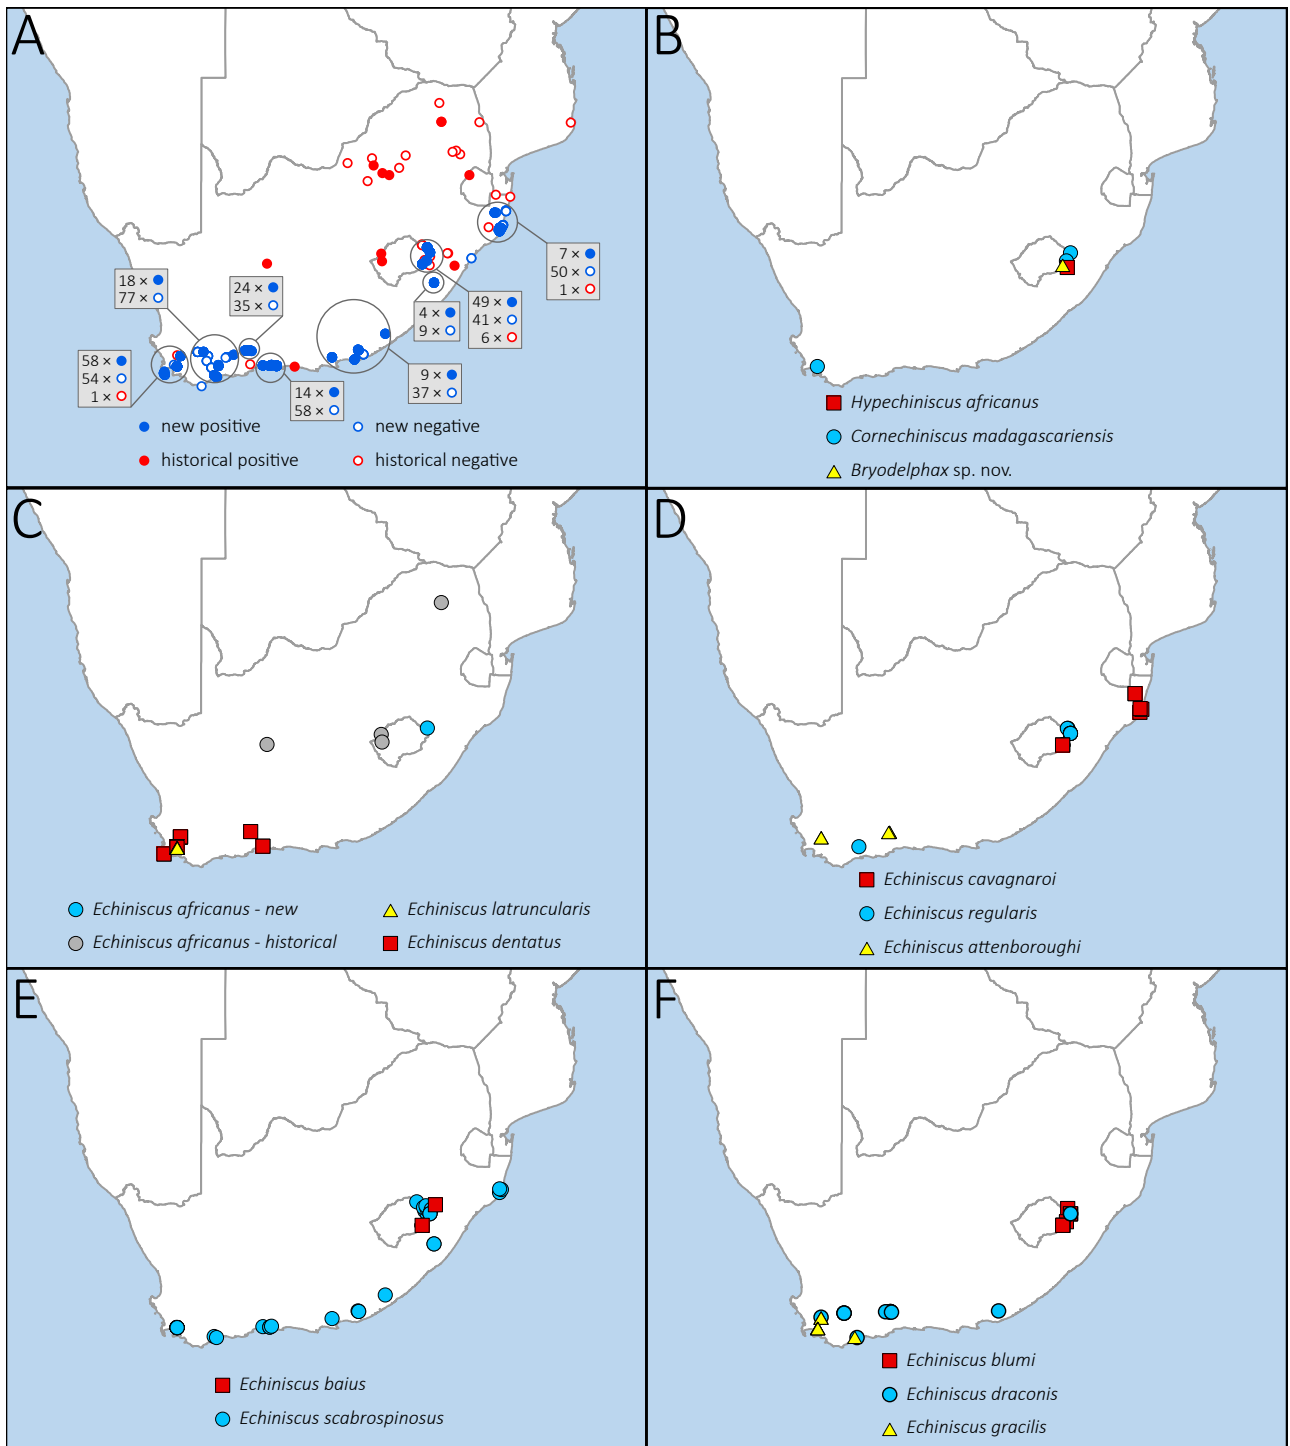 A
7 ×
50 ×
1 ×
18 ×
77 ×
24 ×
35 ×
4 ×
9 ×
49 ×
41 ×
6 ×
58 ×
54 ×
1 ×
14 ×
58 ×
9 ×
37 ×
new positive
new negative
historical positive
historical negative
B
Hypechiniscus africanus
Cornechiniscus madagascariensis
Bryodelphax sp. nov.
C
Echiniscus africanus - new
Echiniscus latruncularis
Echiniscus africanus - historical
Echiniscus dentatus
D
Echiniscus cavagnaroi
Echiniscus regularis
Echiniscus attenboroughi
E
Echiniscus baius
Echiniscus scabrospinosus
F
Echiniscus blumi
Echiniscus draconis
Echiniscus gracilis